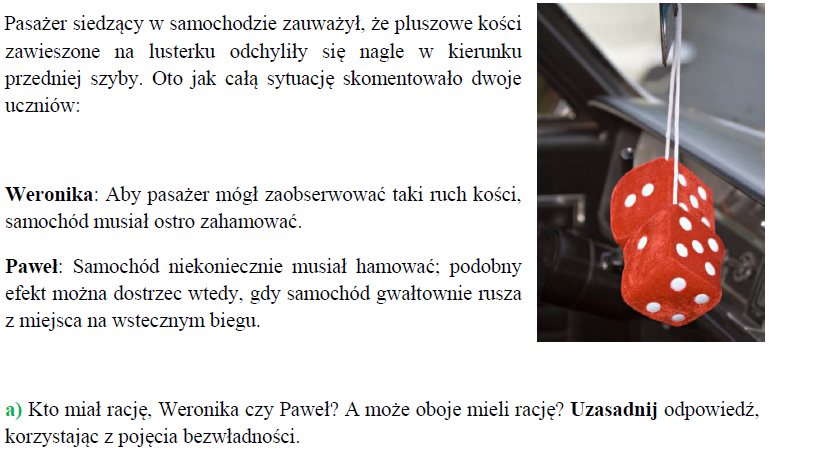 Pasażer siedzący w samochodzie zauważył, że pluszowe kości
zawieszone na lusterku odchyliły się nagle w kierunku
przedniej szyby. Oto jak całą sytuację skomentowało dwoje
uczniów:
Weronika: Aby pasażer mógł zaobserwować taki ruch kości,
samochód musiał ostro zahamować.
Paweł: Samochód niekoniecznie musiał hamować; podobny
efekt można dostrzec wtedy, gdy samochód gwałtownie rusza
z miejsca na wstecznym biegu.
a) Kto miał rację, Weronika czy Paweł? A może oboje mieli rację? Uzasadnij odpowiedź,
korzystając z pojęcia bezwładności.